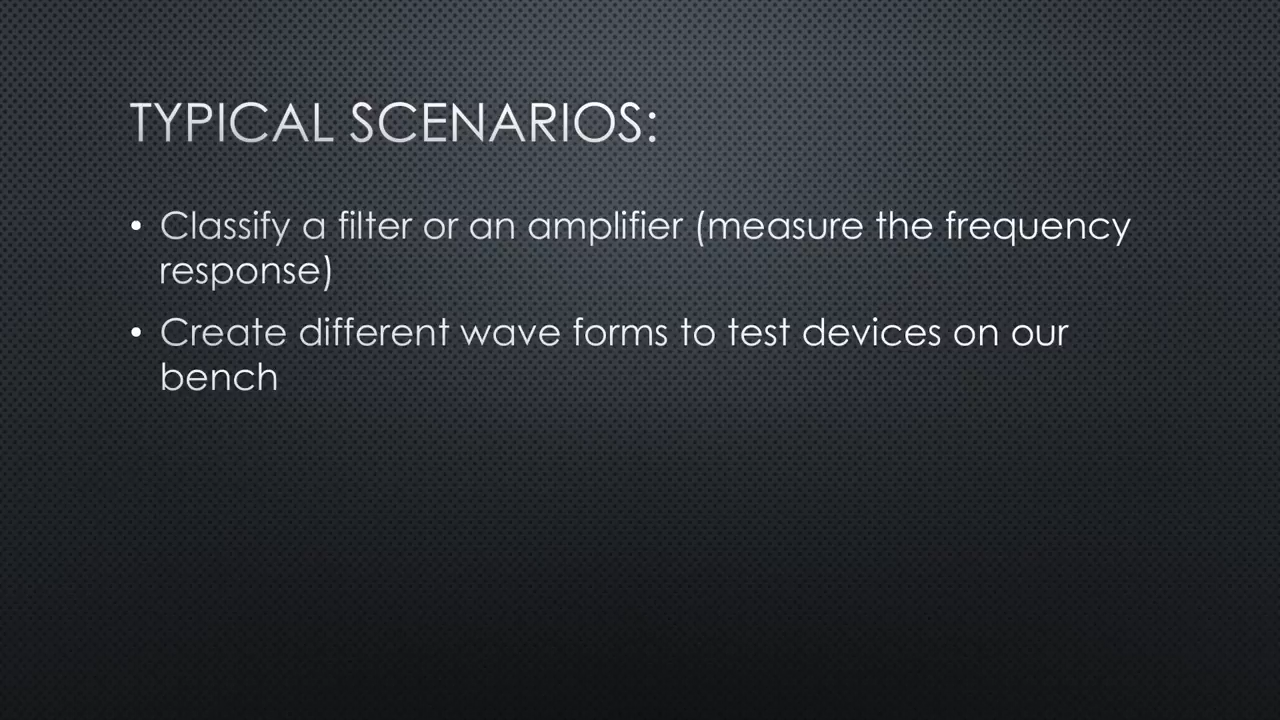 TYPICAL SCENARIOS:
• Classify a filter or an amplifier (measure the frequency
response)
• Create different wave forms to test devices on our
bench